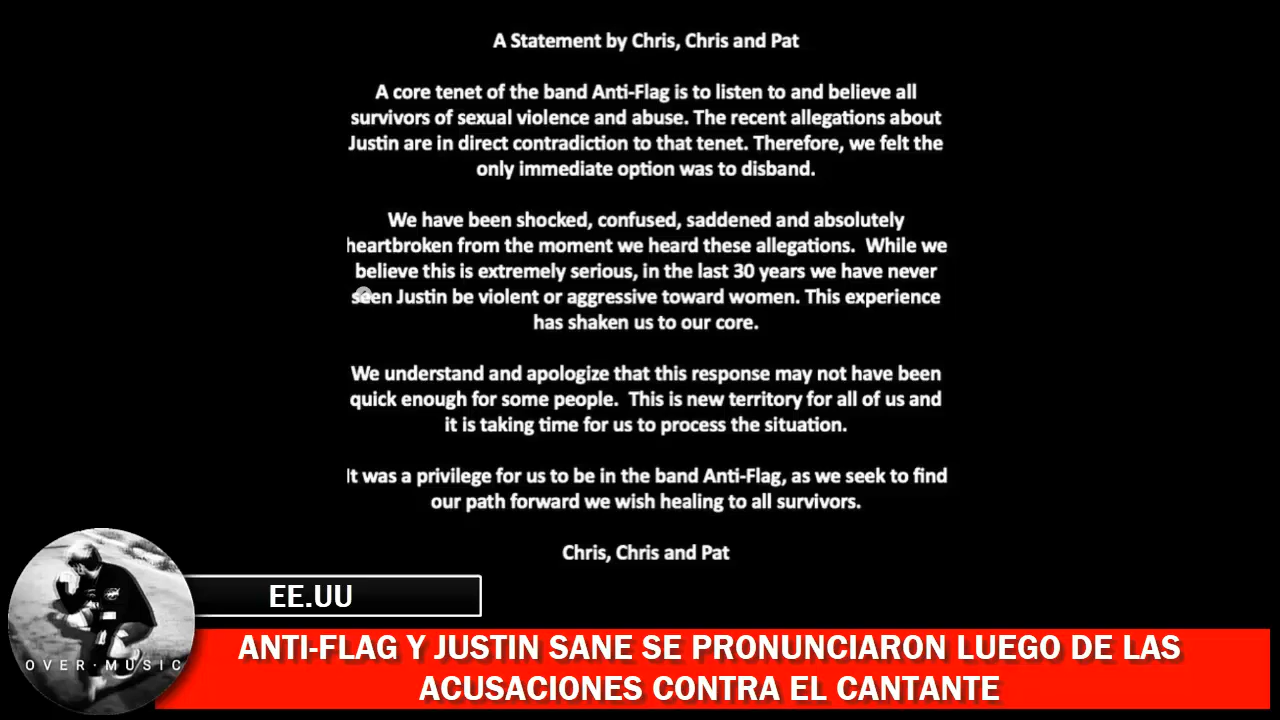 A Statement by Chris, Chris and Pat
A core tenet of the band Anti-Flag is to listen to and believe all
survivors of sexual violence and abuse. The recent allegations about
Justin are in direct contradiction to that tenet. Therefore, we felt the
only immediate option was to disband.
We have been shocked, confused, saddened and absolutely
heartbroken from the moment we heard these allegations.  While we
believe this is extremely serious, in the last 30 years we have never
seen Justin be violent or aggressive toward women. This experience
has shaken us to our core.
We understand and apologize that this response may not have been
quick enough for some people.  This is new territory for all of us and
it is taking time for us to process the situation.
It was a privilege for us to be in the band Anti-Flag, as we seek to find
our path forward we wish healing to all survivors.
Chris, Chris and Pat
EE.UU
ANTI-FLAG Y JUSTIN SANE SE PRONUNCIARON LUEGO DE LAS
ACUSACIONES CONTRA EL CANTANTE
OVER·MUSIC